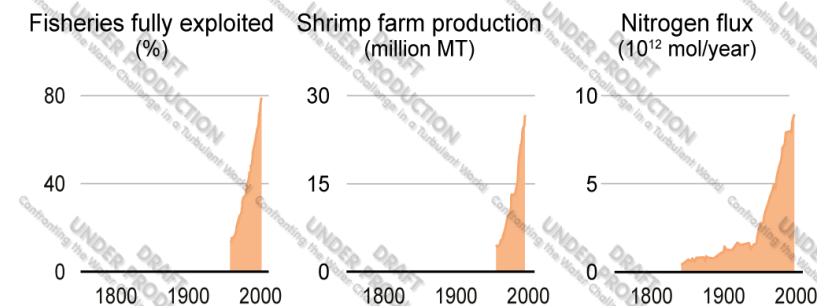 Fisheries fully exploited
(%)
80
40
0
1800 1900 2000
Shrimp farm production
(million MT)
30
15
0
1800 1900 2000
Nitrogen flux
(10¹² mol/year)
10
5
0
1800 1900 2000
DRAFT
UNDER PRODUCTION
Confronting the Water Challenge in a Turbulent World